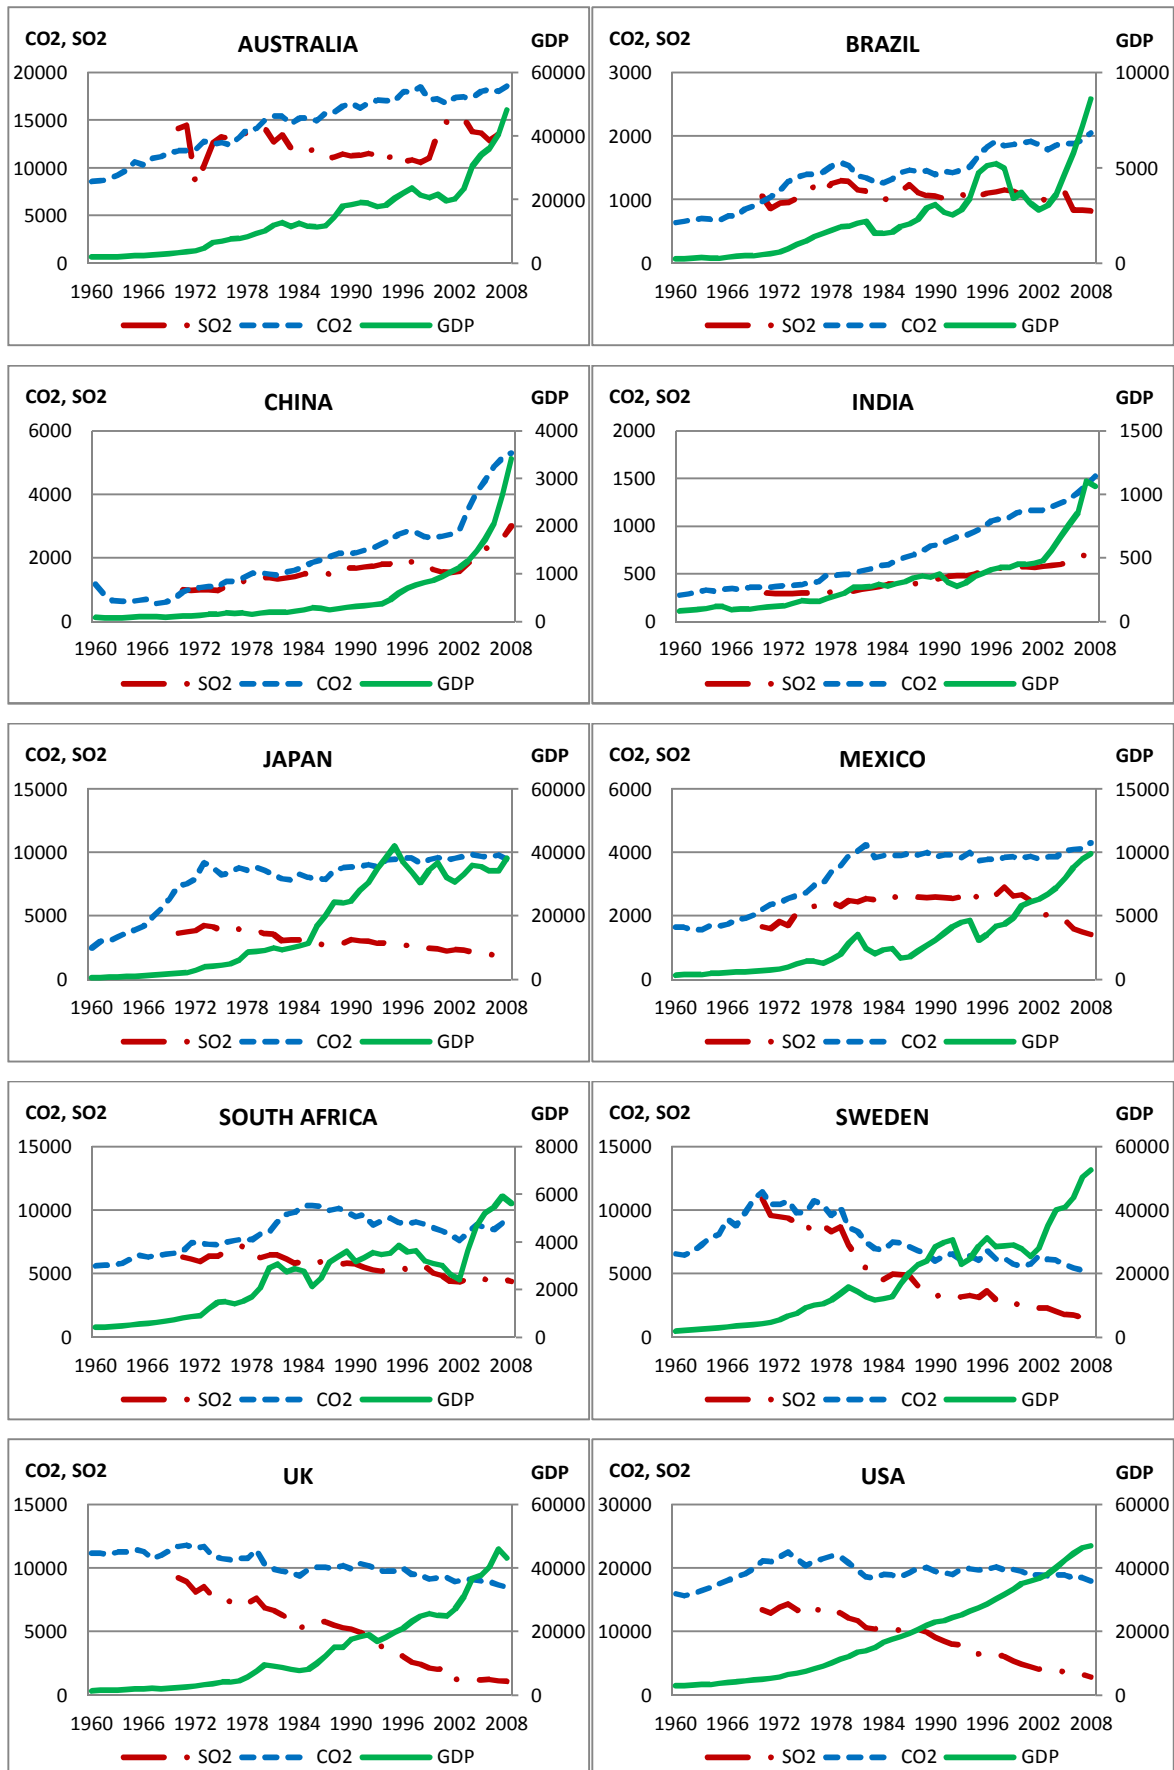 CO2, SO2 AUSTRALIA GDP
20000 60000
15000 40000
10000
5000 20000
0 0
1960 1966 1972 1978 1984 1990 1996 2002 2008
SO2 CO2 GDP
CO2, SO2 BRAZIL GDP
3000 10000
2000
5000
1000
0 0
1960 1966 1972 1978 1984 1990 1996 2002 2008
SO2 CO2 GDP
CO2, SO2 CHINA GDP
6000 4000
3000
4000
2000
2000
1000
0 0
1960 1966 1972 1978 1984 1990 1996 2002 2008
SO2 CO2 GDP
CO2, SO2 INDIA GDP
2000 1500
1500
1000
1000
500
500
0 0
1960 1966 1972 1978 1984 1990 1996 2002 2008
SO2 CO2 GDP
CO2, SO2 JAPAN GDP
15000 60000
10000 40000
5000 20000
0 0
1960 1966 1972 1978 1984 1990 1996 2002 2008
SO2 CO2 GDP
CO2, SO2 MEXICO GDP
6000 15000
4000 10000
2000 5000
0 0
1960 1966 1972 1978 1984 1990 1996 2002 2008
SO2 CO2 GDP
CO2, SO2 SOUTH AFRICA GDP
15000 8000
6000
10000
4000
5000
2000
0 0
1960 1966 1972 1978 1984 1990 1996 2002 2008
SO2 CO2 GDP
CO2, SO2 SWEDEN GDP
15000 60000
10000 40000
5000 20000
0 0
1960 1966 1972 1978 1984 1990 1996 2002 2008
SO2 CO2 GDP
CO2, SO2 UK GDP
15000 60000
10000 40000
5000 20000
0 0
1960 1966 1972 1978 1984 1990 1996 2002 2008
SO2 CO2 GDP
CO2, SO2 USA GDP
30000 60000
20000 40000
10000 20000
0 0
1960 1966 1972 1978 1984 1990 1996 2002 2008
SO2 CO2 GDP